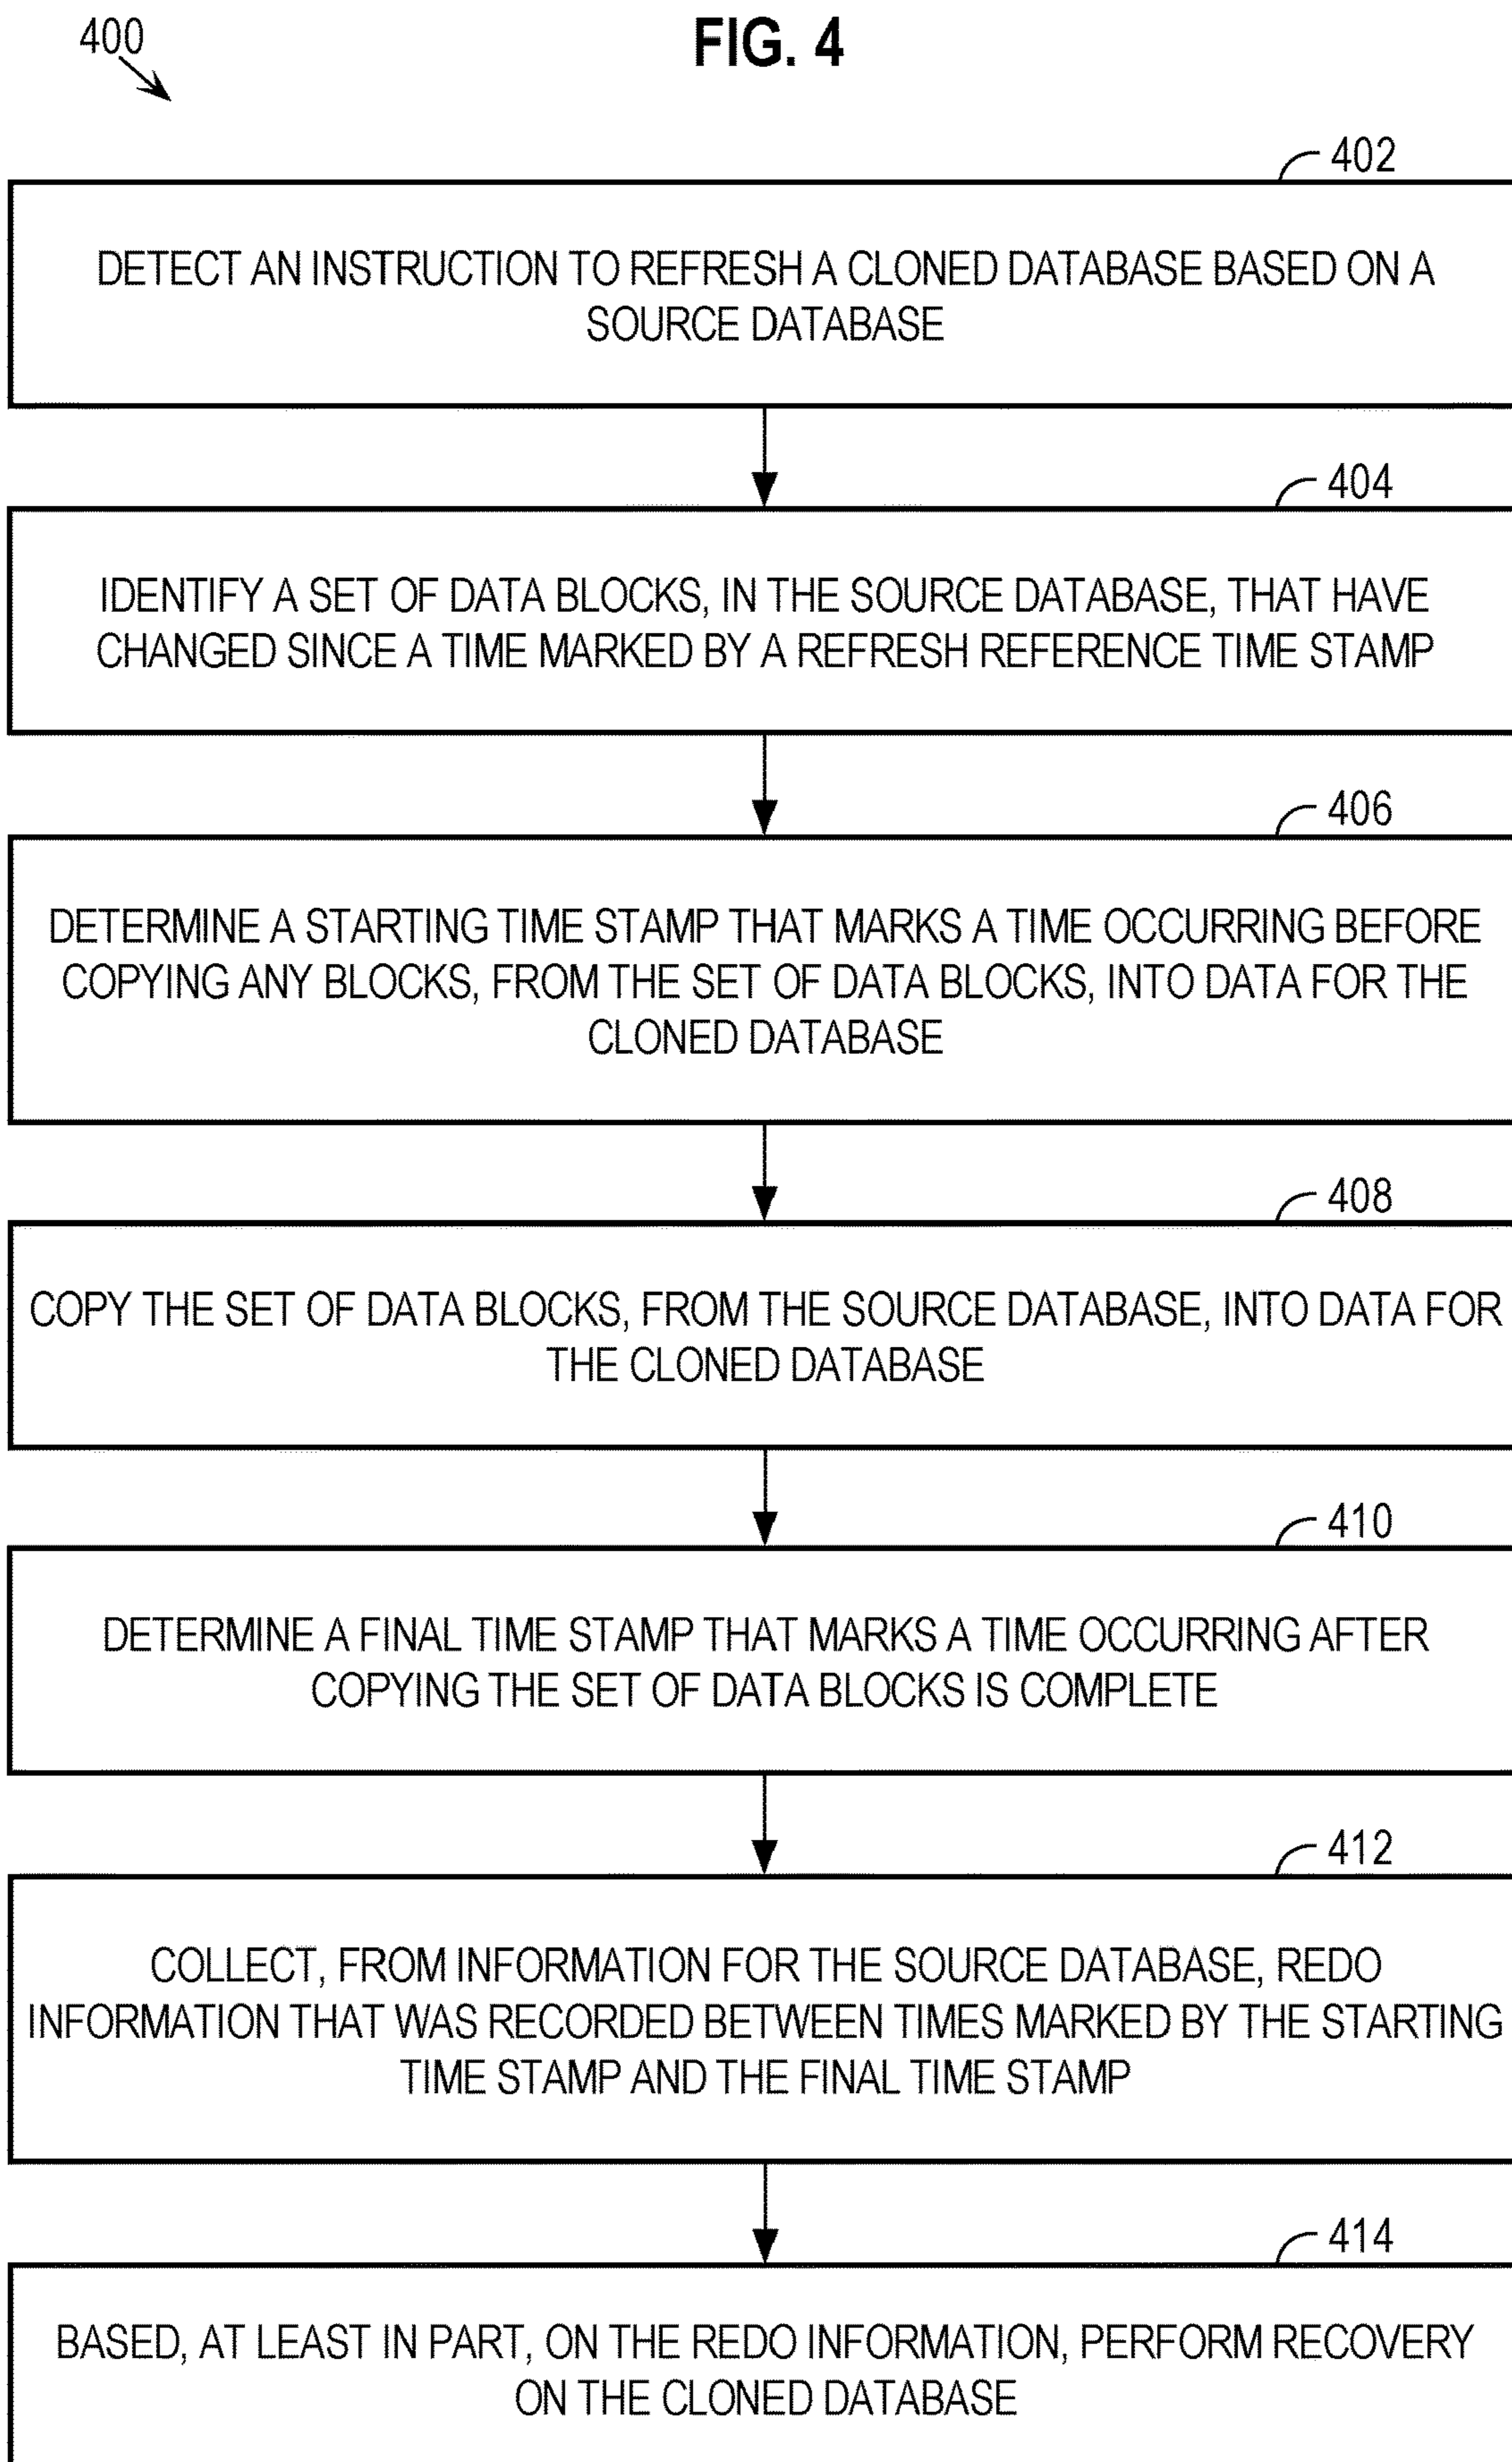 400
FIG. 4
402
DETECT AN INSTRUCTION TO REFRESH A CLONED DATABASE BASED ON A
SOURCE DATABASE
404
IDENTIFY A SET OF DATA BLOCKS, IN THE SOURCE DATABASE, THAT HAVE
CHANGED SINCE A TIME MARKED BY A REFRESH REFERENCE TIME STAMP
406
DETERMINE A STARTING TIME STAMP THAT MARKS A TIME OCCURRING BEFORE
COPYING ANY BLOCKS, FROM THE SET OF DATA BLOCKS, INTO DATA FOR THE
CLONED DATABASE
408
COPY THE SET OF DATA BLOCKS, FROM THE SOURCE DATABASE, INTO DATA FOR
THE CLONED DATABASE
410
DETERMINE A FINAL TIME STAMP THAT MARKS A TIME OCCURRING AFTER
COPYING THE SET OF DATA BLOCKS IS COMPLETE
412
COLLECT, FROM INFORMATION FOR THE SOURCE DATABASE, REDO
INFORMATION THAT WAS RECORDED BETWEEN TIMES MARKED BY THE STARTING
TIME STAMP AND THE FINAL TIME STAMP
414
BASED, AT LEAST IN PART, ON THE REDO INFORMATION, PERFORM RECOVERY
ON THE CLONED DATABASE